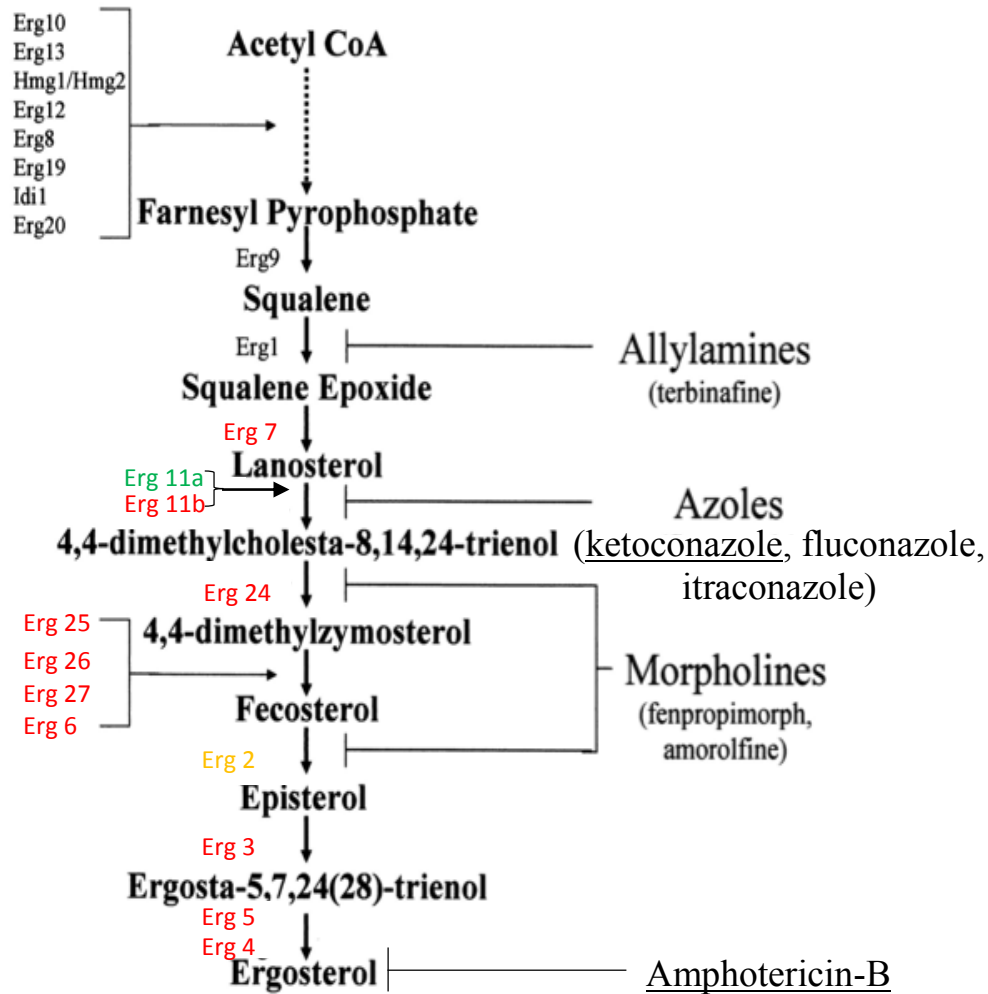 Erg10
Erg13
Hmg1/Hmg2
Erg12
Erg8
Erg19
Idi1
Erg20
Acetyl CoA
Farnesyl Pyrophosphate
Erg9
Squalene
Erg1
Allylamines
(terbinafine)
Squalene Epoxide
Erg 7
Lanosterol
Erg 11a
Erg 11b
Azoles
4,4-dimethylcholesta-8,14,24-trienol (ketoconazole, fluconazole,
itraconazole)
Erg 24
4,4-dimethylzymosterol
Erg 25
Erg 26
Erg 27
Erg 6
Morpholines
(fenpropimorph,
amorolfine)
Fecosterol
Erg 2
Episterol
Erg 3
Ergosta-5,7,24(28)-trienol
Erg 5
Erg 4
Ergosterol
Amphotericin-B